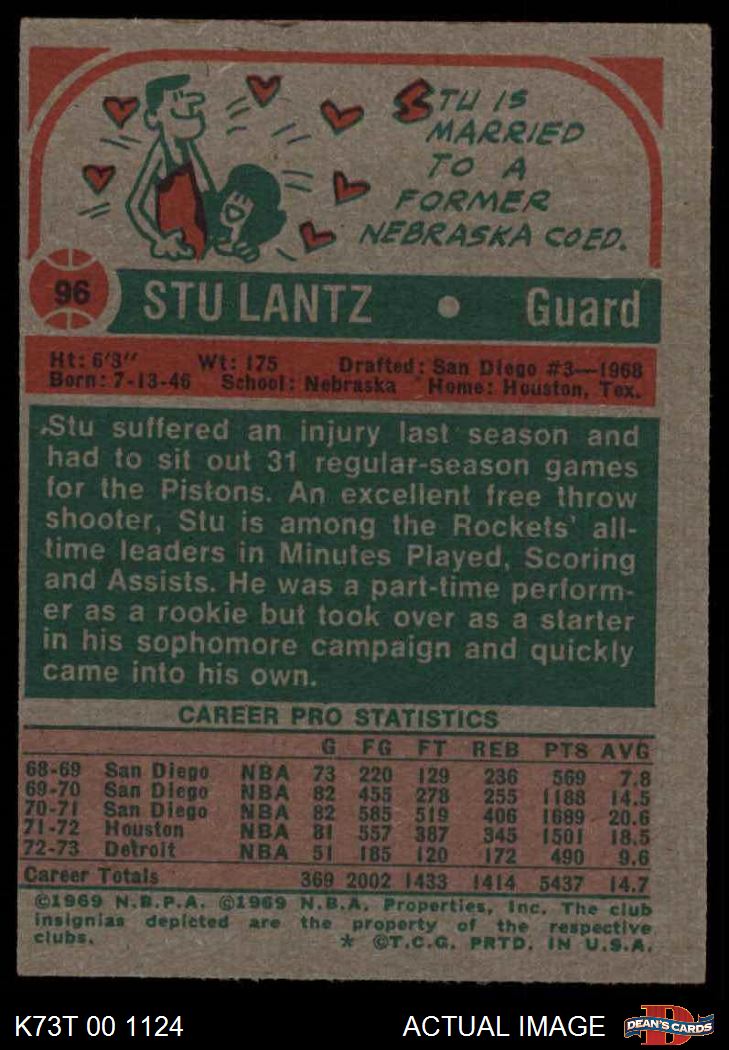 STU IS
MARRIED
TO A
FORMER
NEBRASKA COED.
96
STU LANTZ • Guard
Ht: 6'3" Wt: 175 Drafted: San Diego #3—1968
Born: 7-13-46 School: Nebraska Home: Houston, Tex.
Stu suffered an injury last season and
had to sit out 31 regular-season games
for the Pistons. An excellent free throw
shooter, Stu is among the Rockets' all-
time leaders in Minutes Played, Scoring
and Assists. He was a part-time perform-
er as a rookie but took over as a starter
in his sophomore campaign and quickly
came into his own.
CAREER PRO STATISTICS
G FG FT REB PTS AVG
68-69 San Diego NBA 73 220 129 236 569 7.8
69-70 San Diego NBA 82 455 278 255 1188 14.5
70-71 San Diego NBA 82 585 519 406 1689 20.6
71-72 Houston NBA 81 557 387 345 1501 18.5
72-73 Detroit NBA 51 185 120 172 490 9.6
Career Totals 369 2002 1433 1414 5437 14.7
©1969 N.B.P.A. ©1969 N.B.A. Properties, Inc. The club
insignias depicted are the property of the respective
clubs. * ©T.C.G. PRTD. IN U.S.A.
K73T 00 1124 ACTUAL IMAGE DEAN'S CARDS